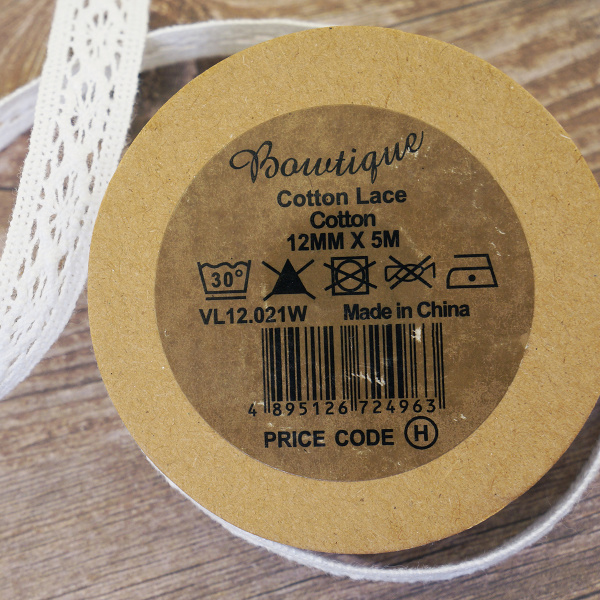 Bowtique
Cotton Lace
Cotton
12MM X 5M
30°
VL12.021W Made in China
4 895126 724963
PRICE CODE H